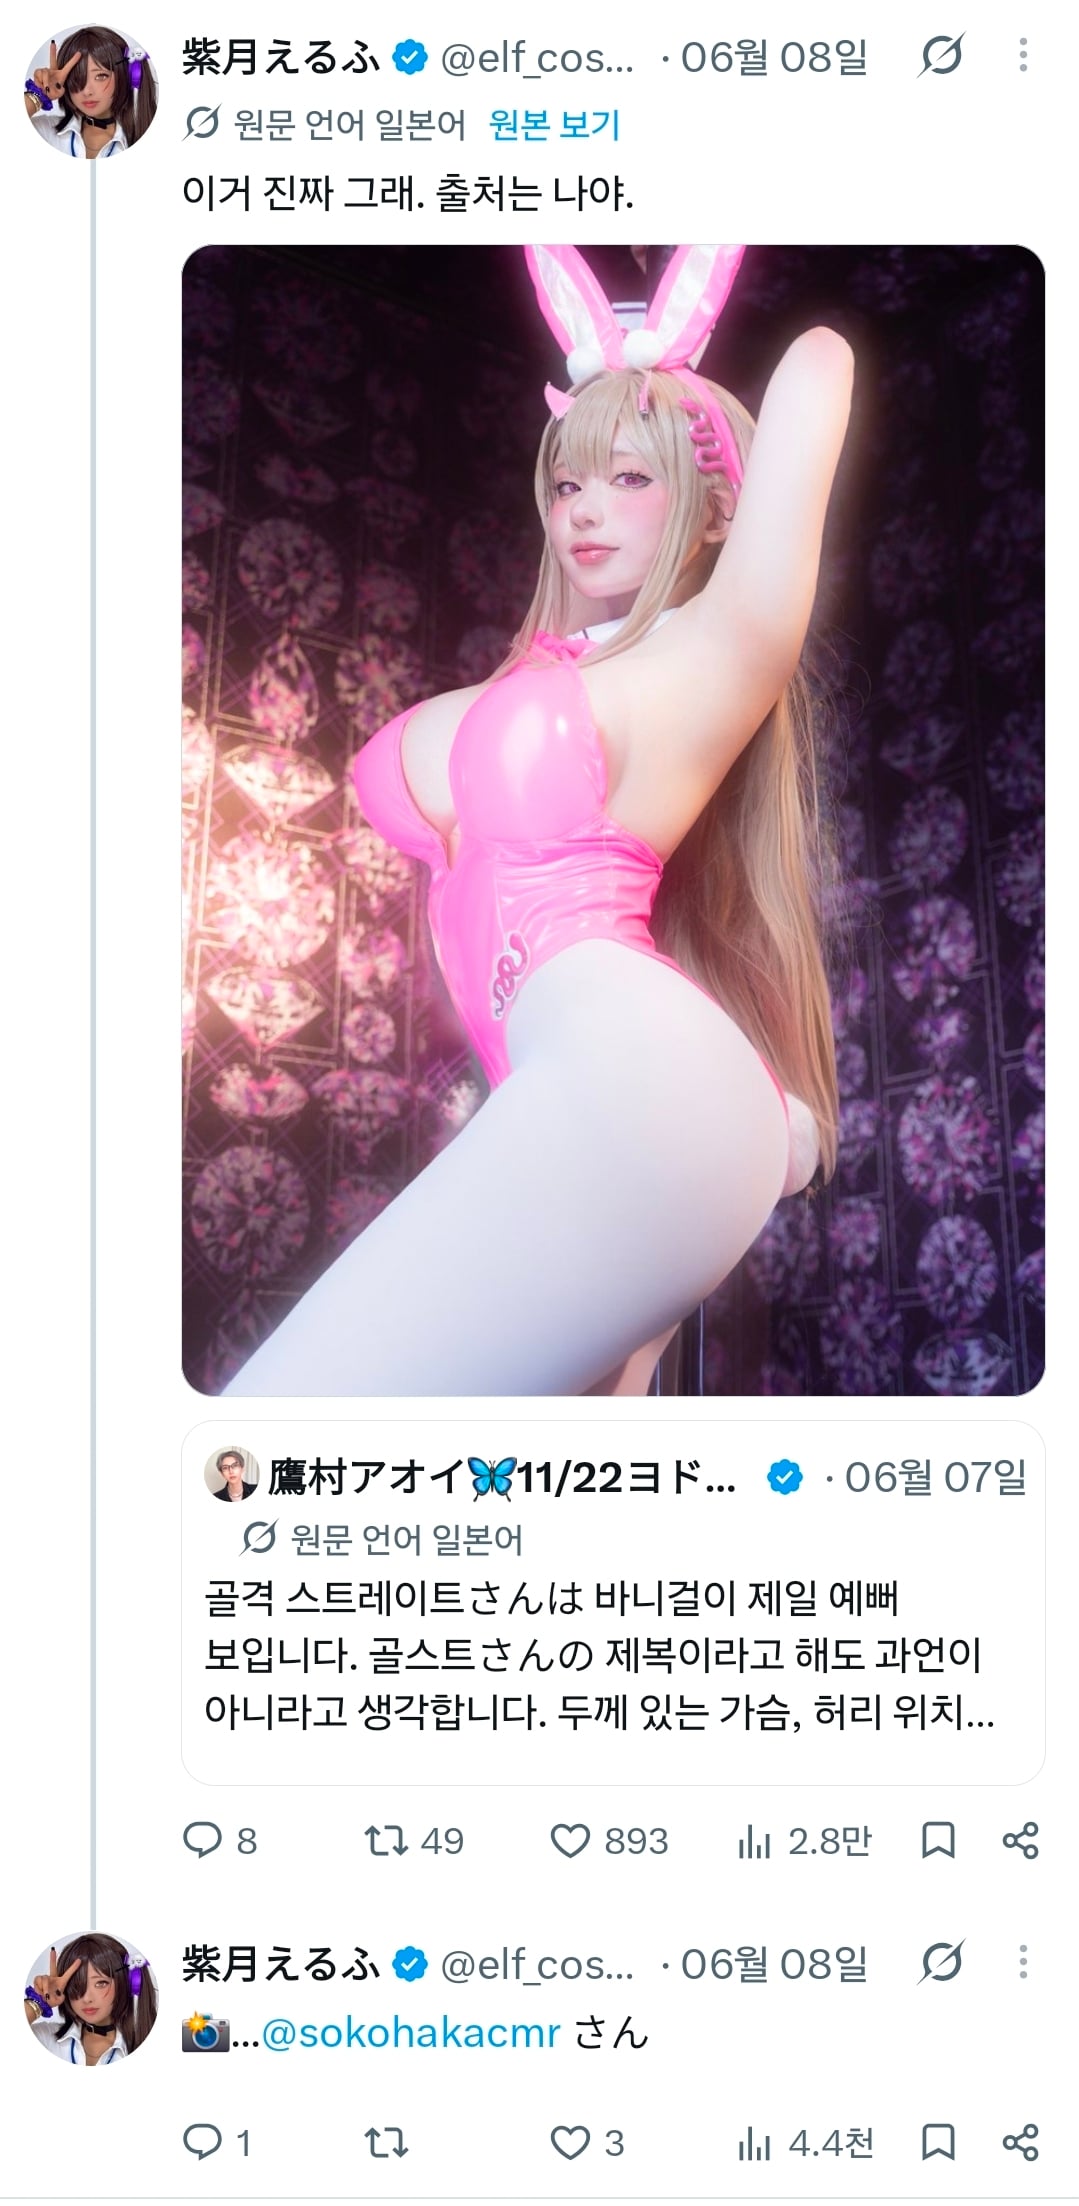 紫月えるふ @elf_cos... · 06월 08일
원문 언어 일본어 원본 보기
이거 진짜 그래. 출처는 나야.
鷹村アオイ🦋11/22ヨド... · 06월 07일
원문 언어 일본어
골격 스트레이트さんは 바니걸이 제일 예뻐
보입니다. 골스트さんの 제복이라고 해도 과언이
아니라고 생각합니다. 두께 있는 가슴, 허리 위치...
8 49 893 2.8만
紫月えるふ @elf_cos... · 06월 08일
📸...@sokohakacmr さん
1 3 4.4천